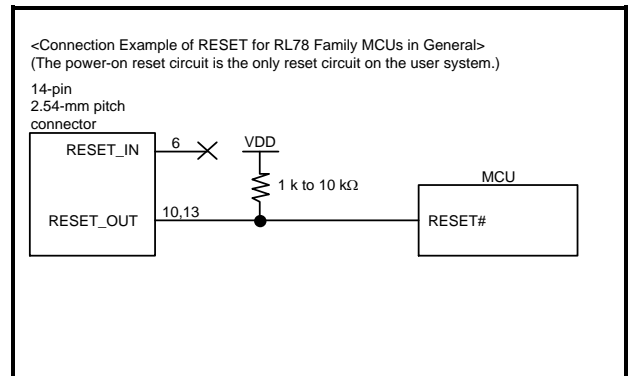 <Connection Example of RESET for RL78 Family MCUs in General>
(The power-on reset circuit is the only reset circuit on the user system.)
14-pin
2.54-mm pitch
connector
RESET_IN
6
VDD
1 k to 10 kΩ
MCU
RESET_OUT
10,13
RESET#